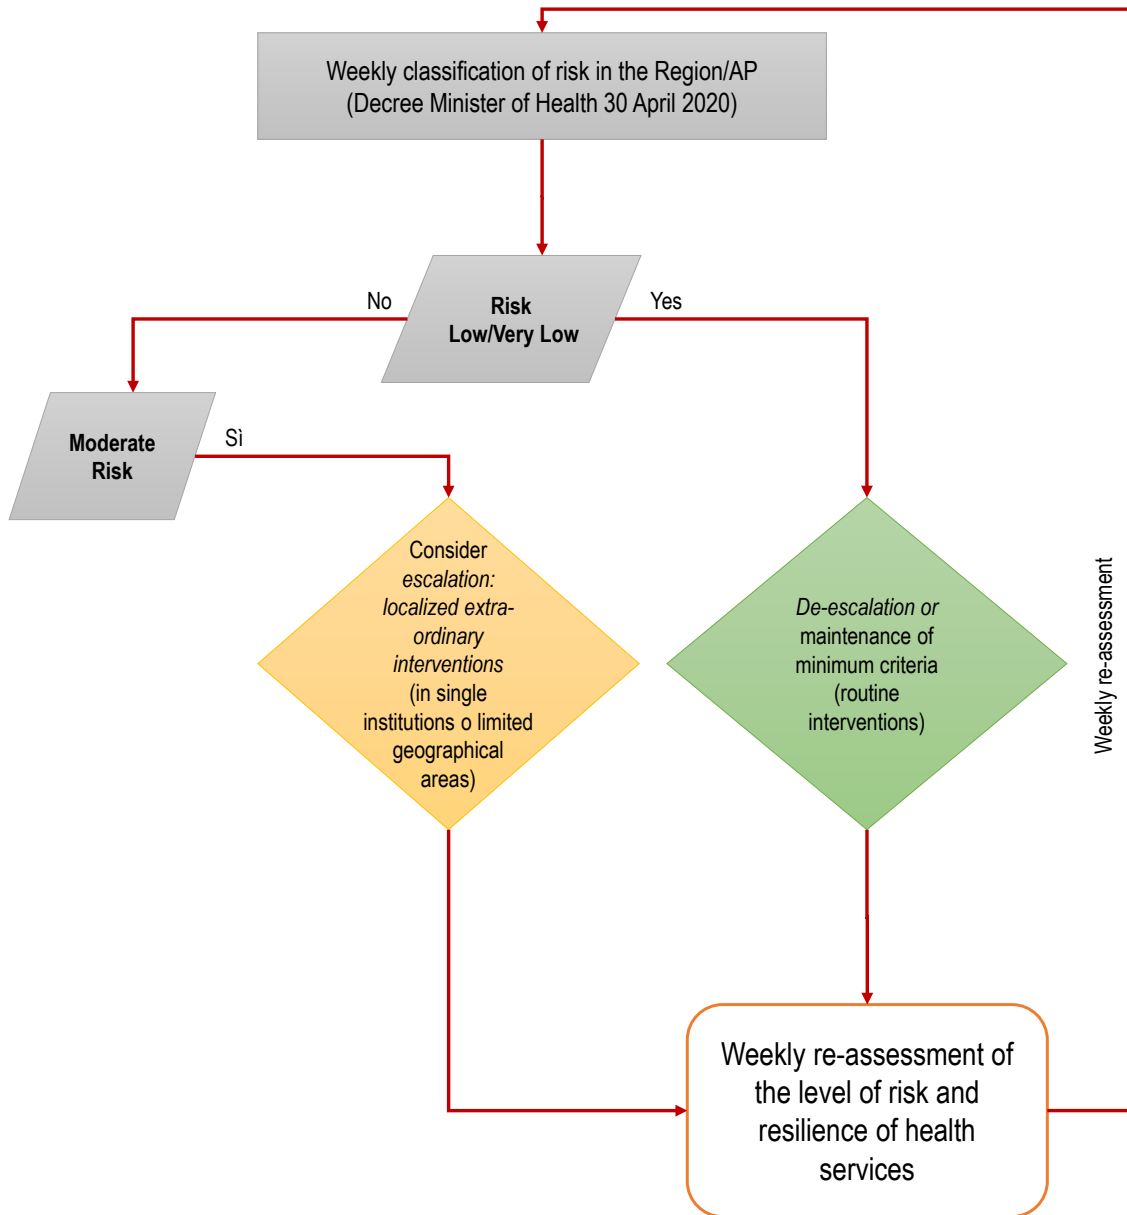 Weekly classification of risk in the Region/AP
(Decree Minister of Health 30 April 2020)
No
Risk
Low/Very Low
Yes
Moderate
Risk
Sì
Consider
escalation:
localized extra-
ordinary
interventions
(in single
institutions o limited
geographical
areas)
De-escalation or
maintenance of
minimum criteria
(routine
interventions)
Weekly re-assessment
Weekly re-assessment of
the level of risk and
resilience of health
services